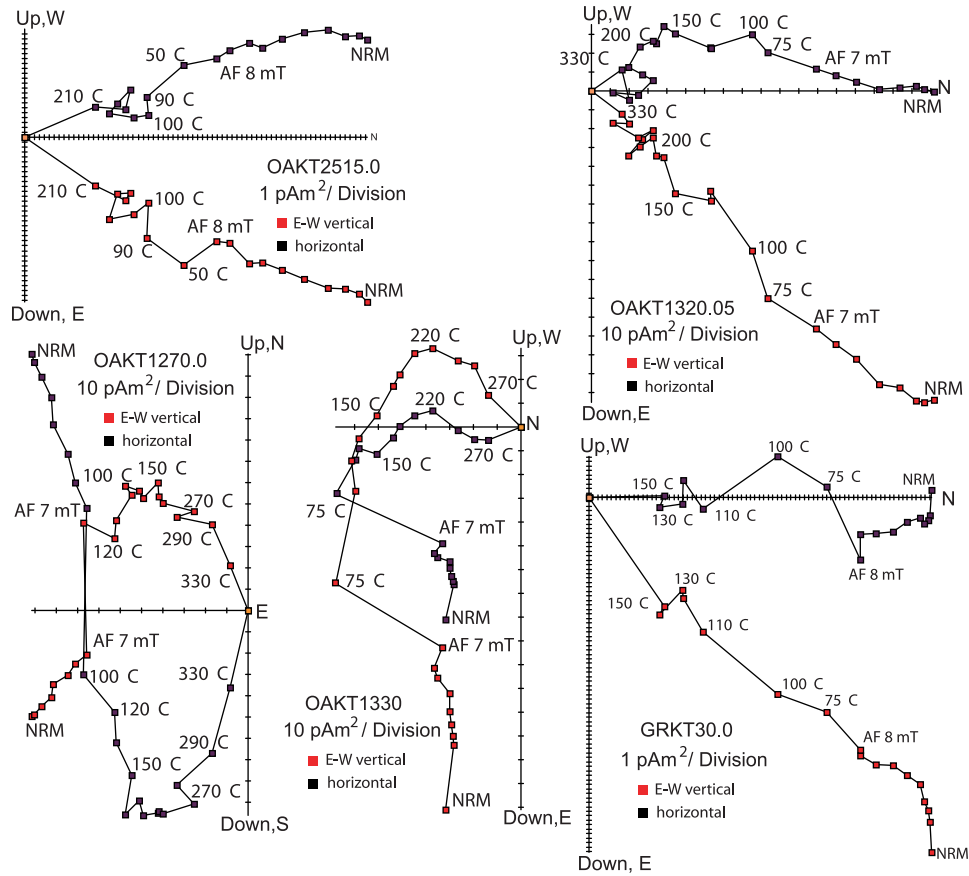 Up,W
50 C
NRM
AF 8 mT
210 C
90 C
100 C
N
OAKT2515.0
1 pAm²/ Division
E-W vertical
horizontal
210 C
100 C
AF 8 mT
90 C
50 C
NRM
Down, E
Up,W
200 C
150 C
100 C
75 C
330 C
AF 7 mT
N
NRM
330 C
200 C
150 C
100 C
OAKT1320.05
10 pAm²/ Division
75 C
AF 7 mT
E-W vertical
horizontal
NRM
Down,E
NRM
OAKT1270.0
10 pAm²/ Division
Up,N
E-W vertical
horizontal
100 C
150 C
AF 7 mT
270 C
120 C
290 C
330 C
E
AF 7 mT
100 C
330 C
120 C
NRM
290 C
150 C
270 C
Down,S
220 C
Up,W
150 C
270 C
220 C
N
150 C
270 C
75 C
AF 7 mT
75 C
NRM
AF 7 mT
OAKT1330
10 pAm²/ Division
E-W vertical
horizontal
NRM
Down,E
Up,W
100 C
75 C
NRM
N
150 C
130 C
110 C
AF 8 mT
130 C
150 C
110 C
100 C
75 C
GRKT30.0
1 pAm²/ Division
AF 8 mT
E-W vertical
horizontal
NRM
Down, E